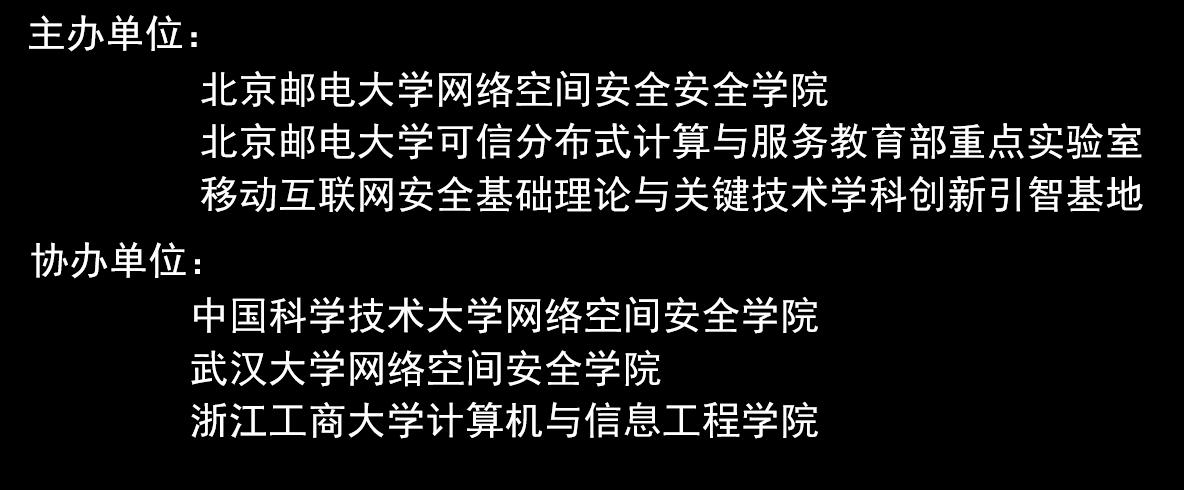 主办单位：
北京邮电大学网络空间安全安全学院
北京邮电大学可信分布式计算与服务教育部重点实验室
移动互联网安全基础理论与关键技术学科创新引智基地
协办单位：
中国科学技术大学网络空间安全学院
武汉大学网络空间安全学院
浙江工商大学计算机与信息工程学院